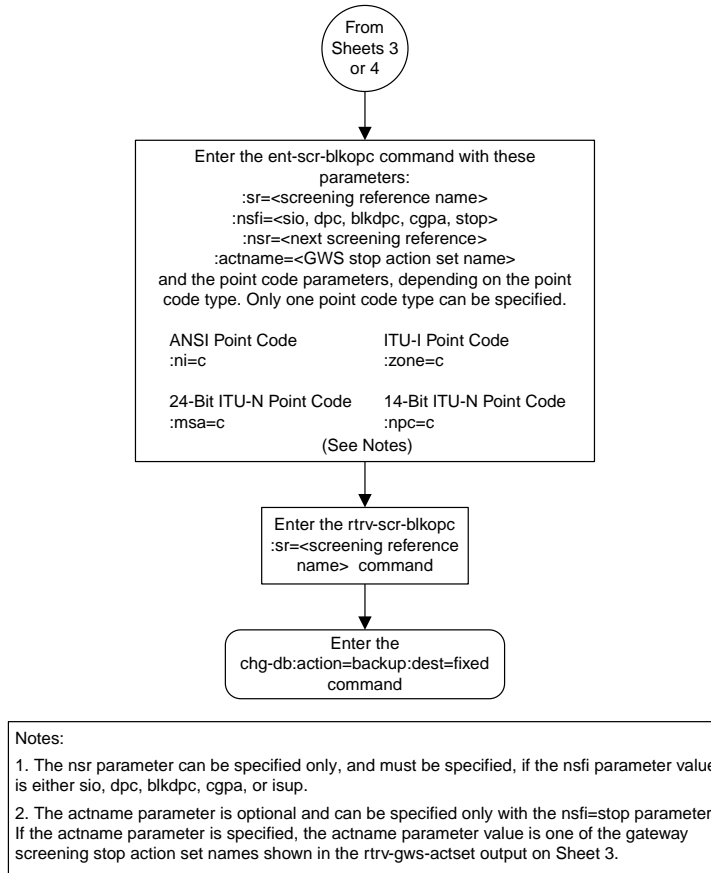 From
Sheets 3
or 4
Enter the ent-scr-blkopc command with these
parameters:
:sr=<screening reference name>
:nsfi=<sio, dpc, blkdpc, cgpa, stop>
:nsr=<next screening reference>
:actname=<GWS stop action set name>
and the point code parameters, depending on the point
code type. Only one point code type can be specified.
ANSI Point Code
:ni=c
ITU-I Point Code
:zone=c
24-Bit ITU-N Point Code
:msa=c
14-Bit ITU-N Point Code
:npc=c
(See Notes)
Enter the rtrv-scr-blkopc
:sr=<screening reference
name> command
Enter the
chg-db:action=backup:dest=fixed
command
Notes:
1. The nsr parameter can be specified only, and must be specified, if the nsfi parameter value
is either sio, dpc, blkdpc, cgpa, or isup.
2. The actname parameter is optional and can be specified only with the nsfi=stop parameter
If the actname parameter is specified, the actname parameter value is one of the gateway
screening stop action set names shown in the rtrv-gws-actset output on Sheet 3.